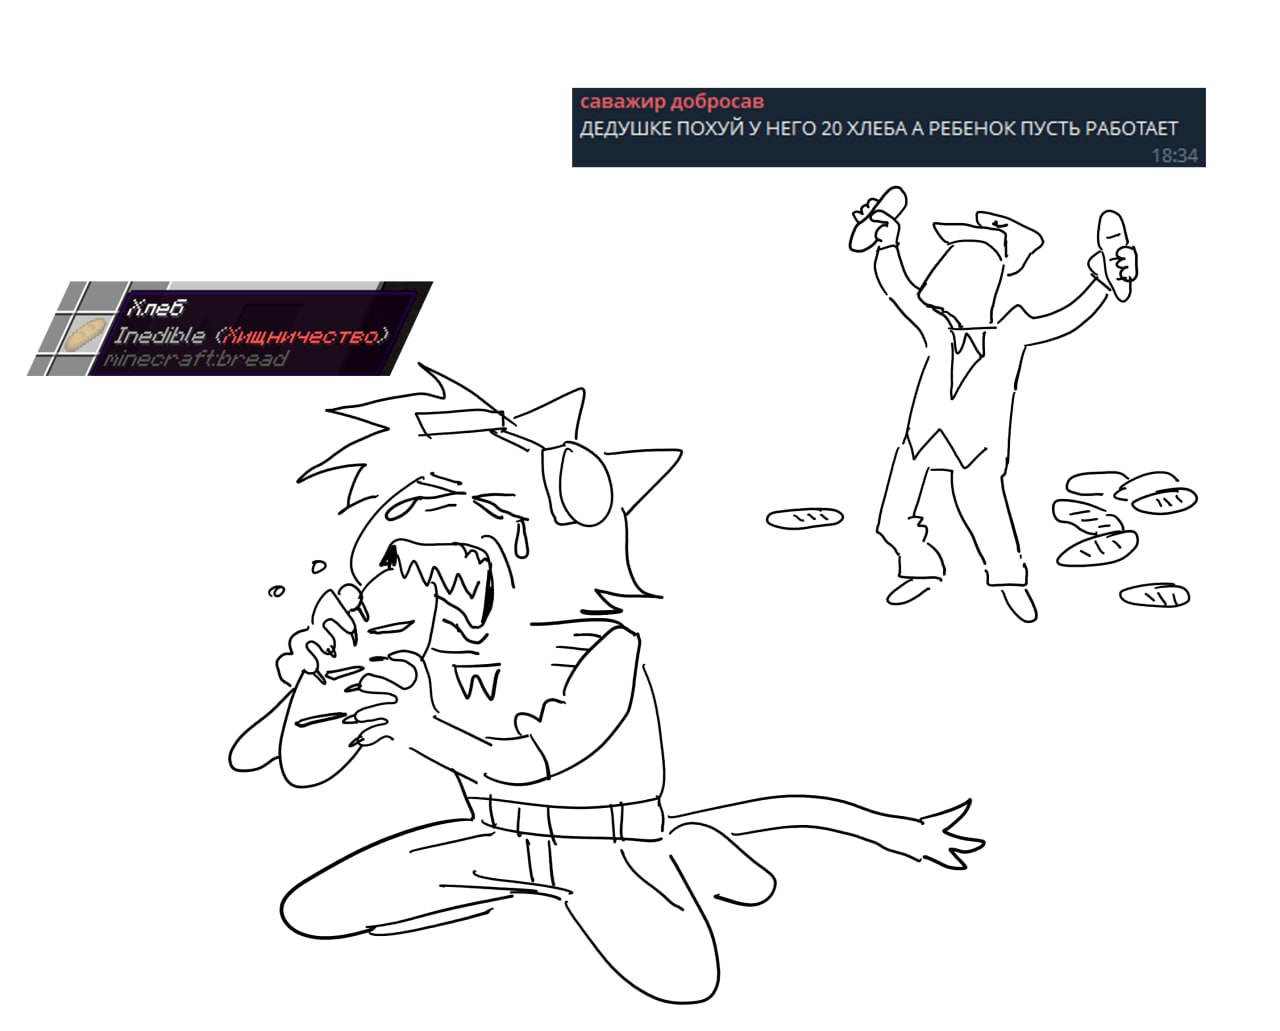 саважир добросав
ДЕДУШКЕ ПОХУЙ У НЕГО 20 ХЛЕБА А РЕБЕНОК ПУСТЬ РАБОТАЕТ
18:34
Хлеб
Inedible (Хищничество)
minecraft:bread